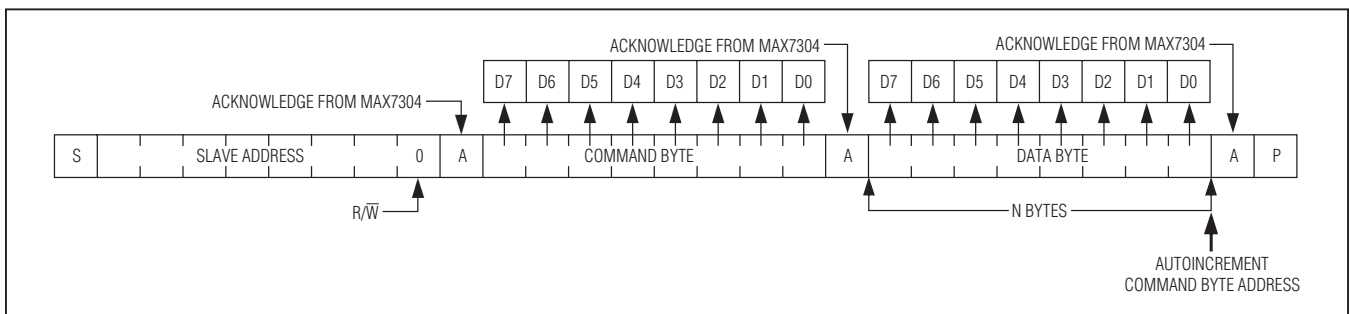 ACKNOWLEDGE FROM MAX7304 ACKNOWLEDGE FROM MAX7304
D7 D6 D5 D4 D3 D2 D1 D0 D7 D6 D5 D4 D3 D2 D1 D0
ACKNOWLEDGE FROM MAX7304
S SLAVE ADDRESS 0 A COMMAND BYTE A DATA BYTE A P
R/W̅ N BYTES
AUTOINCREMENT
COMMAND BYTE ADDRESS